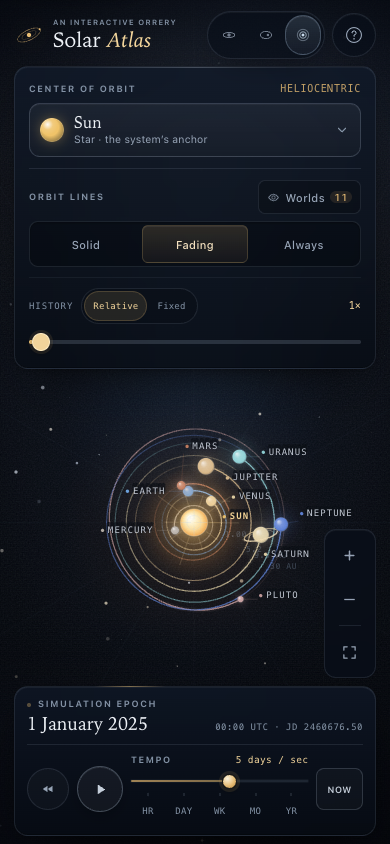 AN INTERACTIVE ORRERY
Solar Atlas
CENTER OF ORBIT
HELIOCENTRIC
Sun
Star · the system's anchor
ORBIT LINES
Worlds 11
Solid
Fading
Always
HISTORY
Relative
Fixed
1×
MARS
URANUS
JUPITER
EARTH
VENUS
SUN
NEPTUNE
MERCURY
SATURN
30 AU
PLUTO
+
−
SIMULATION EPOCH
1 January 2025
00:00 UTC · JD 2460676.50
TEMPO
5 days / sec
HR
DAY
WK
MO
YR
NOW